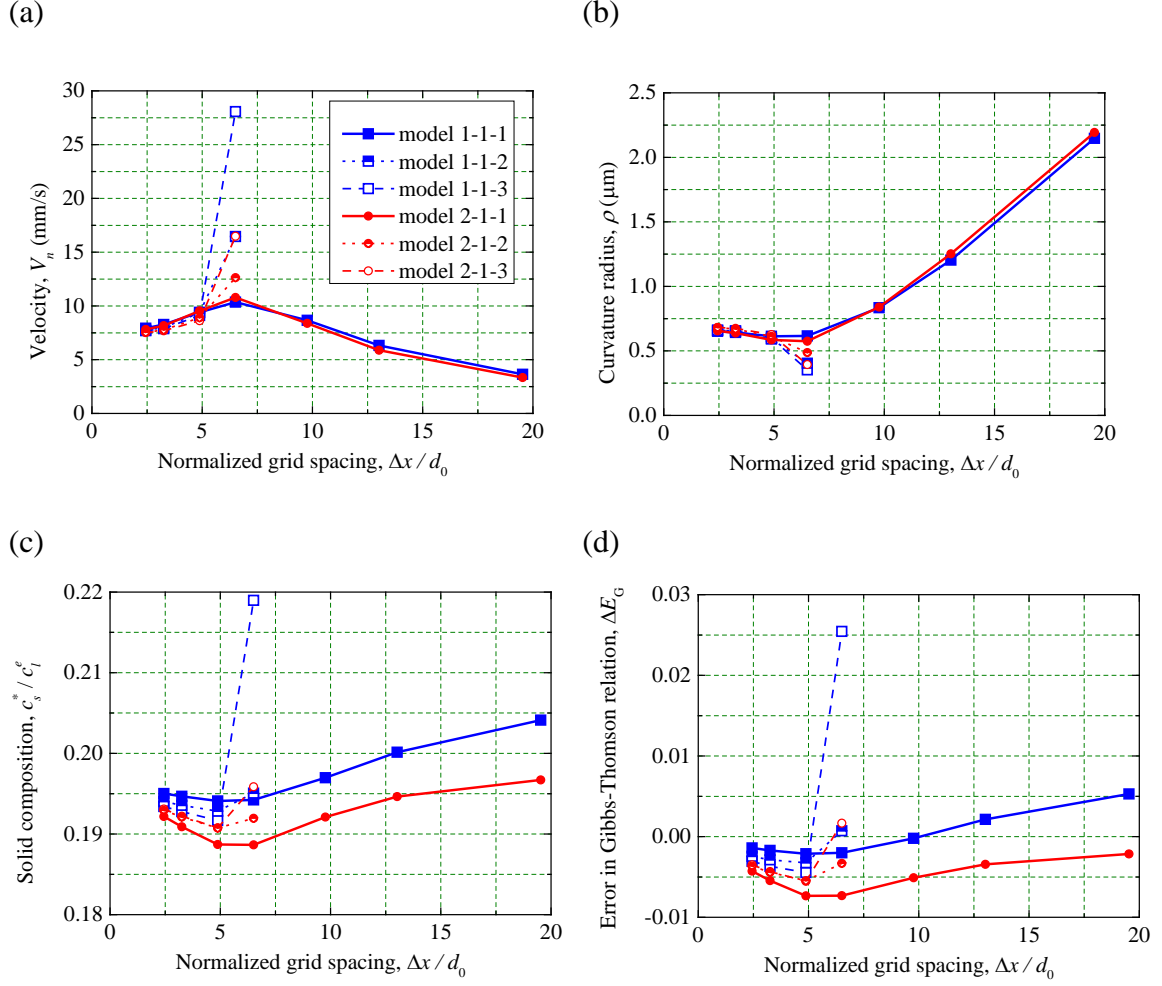 (a)
30
25
20
15
10
5
0
0
5
10
15
20
Velocity, V_n (mm/s)
Normalized grid spacing, Δx / d_0
model 1-1-1
model 1-1-2
model 1-1-3
model 2-1-1
model 2-1-2
model 2-1-3
(b)
2.5
2.0
1.5
1.0
0.5
0.0
0
5
10
15
20
Curvature radius, ρ (μm)
Normalized grid spacing, Δx / d_0
(c)
0.22
0.21
0.20
0.19
0.18
0
5
10
15
20
Solid composition, c_s^* / c_l^e
Normalized grid spacing, Δx / d_0
(d)
0.03
0.02
0.01
0.00
-0.01
0
5
10
15
20
Error in Gibbs-Thomson relation, ΔE_G
Normalized grid spacing, Δx / d_0